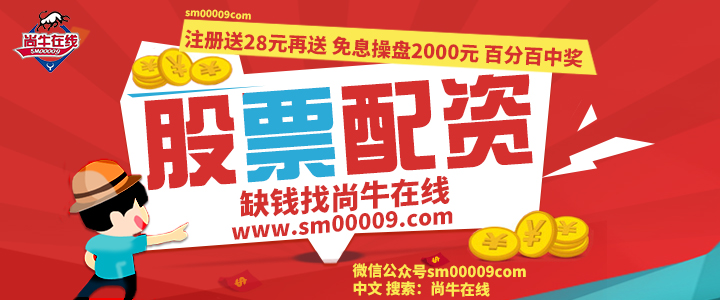 sm00009com
尚牛在线
SM00009
注册送28元再送 免息操盘2000元 百分百中奖
股票配资
缺钱找尚牛在线
www.sm00009.com
微信公众号sm00009com
中文 搜索：尚牛在线